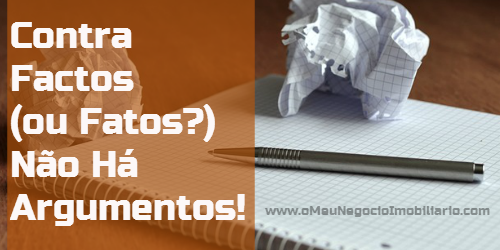 Contra
Factos
(ou Fatos?)
Não Há
Argumentos!
www.oMeuNegocioImobiliario.com